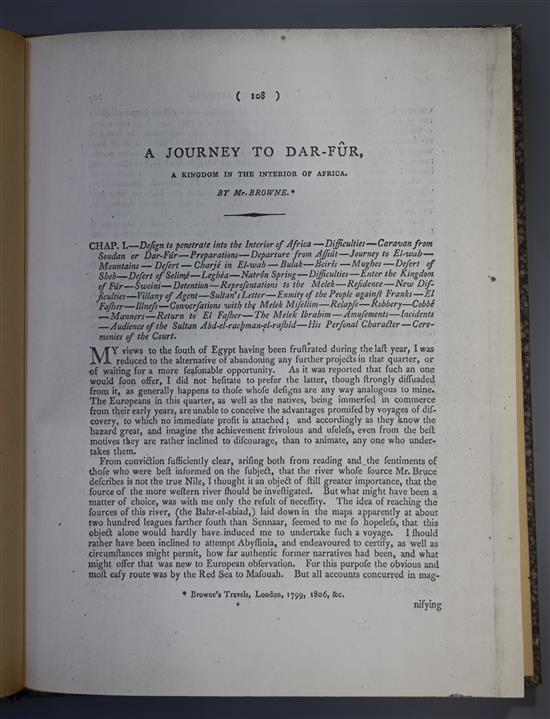 ( 108 )
A JOURNEY TO DAR-FÛR,
A KINGDOM IN THE INTERIOR OF AFRICA.
BY Mr. BROWNE.*
CHAP. I.—Deſign to penetrate into the Interior of Africa — Difficulties — Caravan from
Soudan or Dar-Fúr — Preparations — Departure from Aſſiût — Journey to El-wah —
Mountains — Deſert — Charjé in El-wah — Bulak — Beiris — Mughes — Deſert of
Sheb — Deſert of Selimé — Leghéa — Natrôn Spring — Difficulties — Enter the Kingdom
of Fúr — Sweini — Detention — Repreſentations to the Melek — Reſidence — New Dif-
ficulties — Villany of Agent — Sultan's Letter — Enmity of the People againſt Franks — El
Faſher — Illneſs — Converſations with the Melek Miſellim — Relapſe — Robbery — Cobbé
— Manners — Return to El Faſher — The Melek Ibrahim — Amuſements — Incidents
— Audience of the Sultan Abd-el-rachman-el-raſhid — His Perſonal Character — Cere-
monies of the Court.
MY views to the ſouth of Egypt having been fruſtrated during the laſt year, I was
reduced to the alternative of abandoning any further projects in that quarter, or
of waiting for a more ſeaſonable opportunity. As it was reported that ſuch an one
would ſoon offer, I did not heſitate to prefer the latter, though ſtrongly diſſuaded
from it, as generally happens to thoſe whoſe deſigns are any way analogous to mine.
The Europeans in this quarter, as well as the natives, being immerſed in commerce
from their early years, are unable to conceive the advantages promiſed by voyages of diſ-
covery, to which no immediate profit is attached; and accordingly as they know the
hazard great, and imagine the achievement frivolous and uſeleſs, even from the beſt
motives they are rather inclined to diſcourage, than to animate, any one who under-
takes them.
From conviction ſufficiently clear, ariſing both from reading and the ſentiments of
thoſe who were beſt informed on the ſubject, that the river whoſe ſource Mr. Bruce
deſcribes is not the true Nile, I thought it an object of ſtill greater importance, that the
ſource of the more weſtern river ſhould be inveſtigated. But what might have been a
matter of choice, was with me only the reſult of neceſſity. The idea of reaching the
ſources of this river, (the Bahr-el-abiad,) laid down in the maps apparently at about
two hundred leagues farther ſouth than Sennaar, ſeemed to me ſo hopeleſs, that this
object alone would hardly have induced me to undertake ſuch a voyage. I ſhould
rather have been inclined to attempt Abyſſinia, and endeavoured to certify, as well as
circumſtances might permit, how far authentic former narratives had been, and what
might offer that was new to European obſervation. For this purpoſe the obvious and
moſt eaſy route was by the Red Sea to Maſouah. But all accounts concurred in mag-
* Browne's Travels, London, 1799, 1806, &c.
nifying